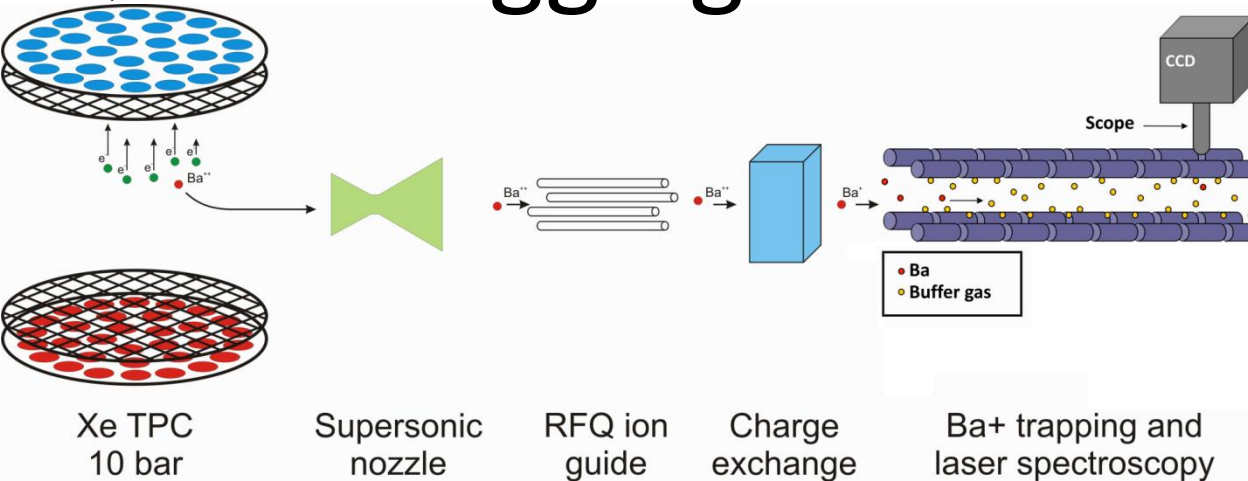 gg g
CCD
Scope
e⁻ e⁻ e⁻ e⁻ e⁻
Ba⁺⁺
Ba⁺⁺
Ba⁺⁺
Ba⁺
Ba
Buffer gas
Xe TPC
10 bar
Supersonic
nozzle
RFQ ion
guide
Charge
exchange
Ba+ trapping and
laser spectroscopy